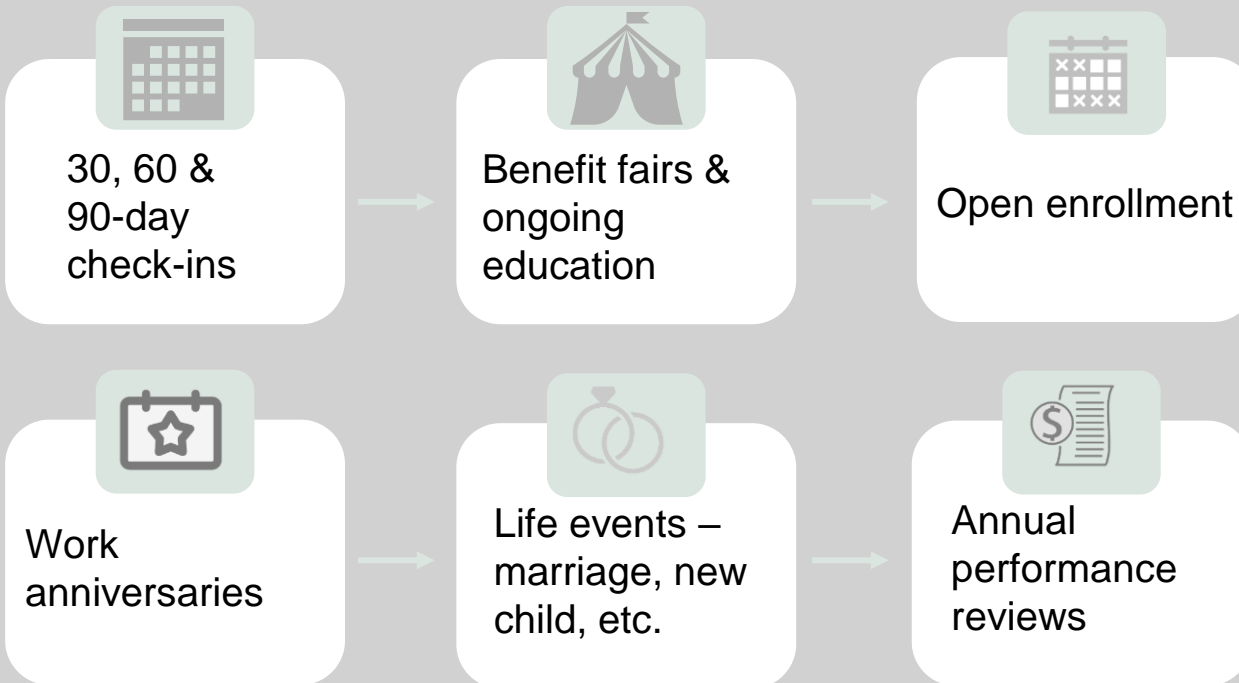 30, 60 &
90-day
check-ins
Benefit fairs &
ongoing
education
Open enrollment
Work
anniversaries
Life events –
marriage, new
child, etc.
Annual
performance
reviews